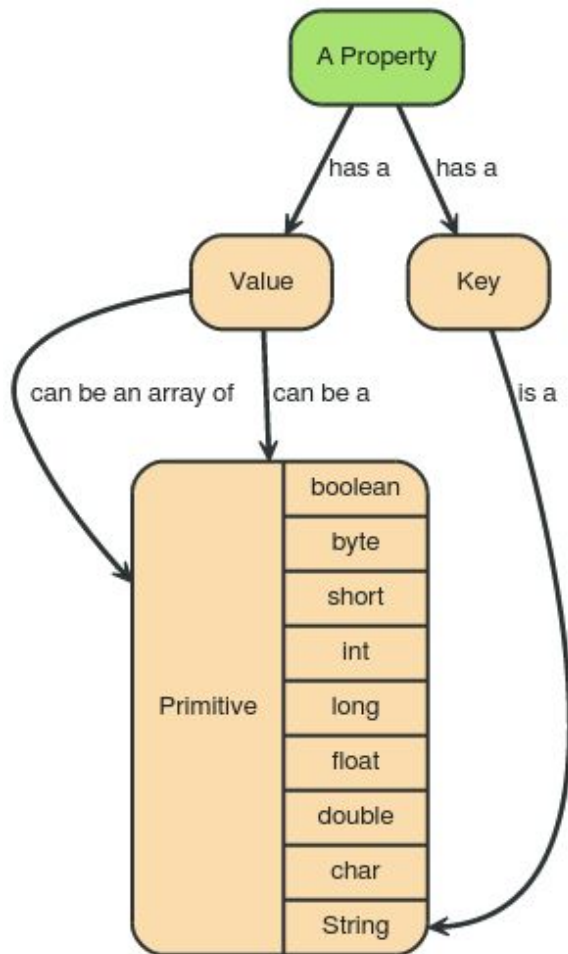 A Property
has a
has a
Value
Key
can be an array of
can be a
is a
Primitive
boolean
byte
short
int
long
float
double
char
String